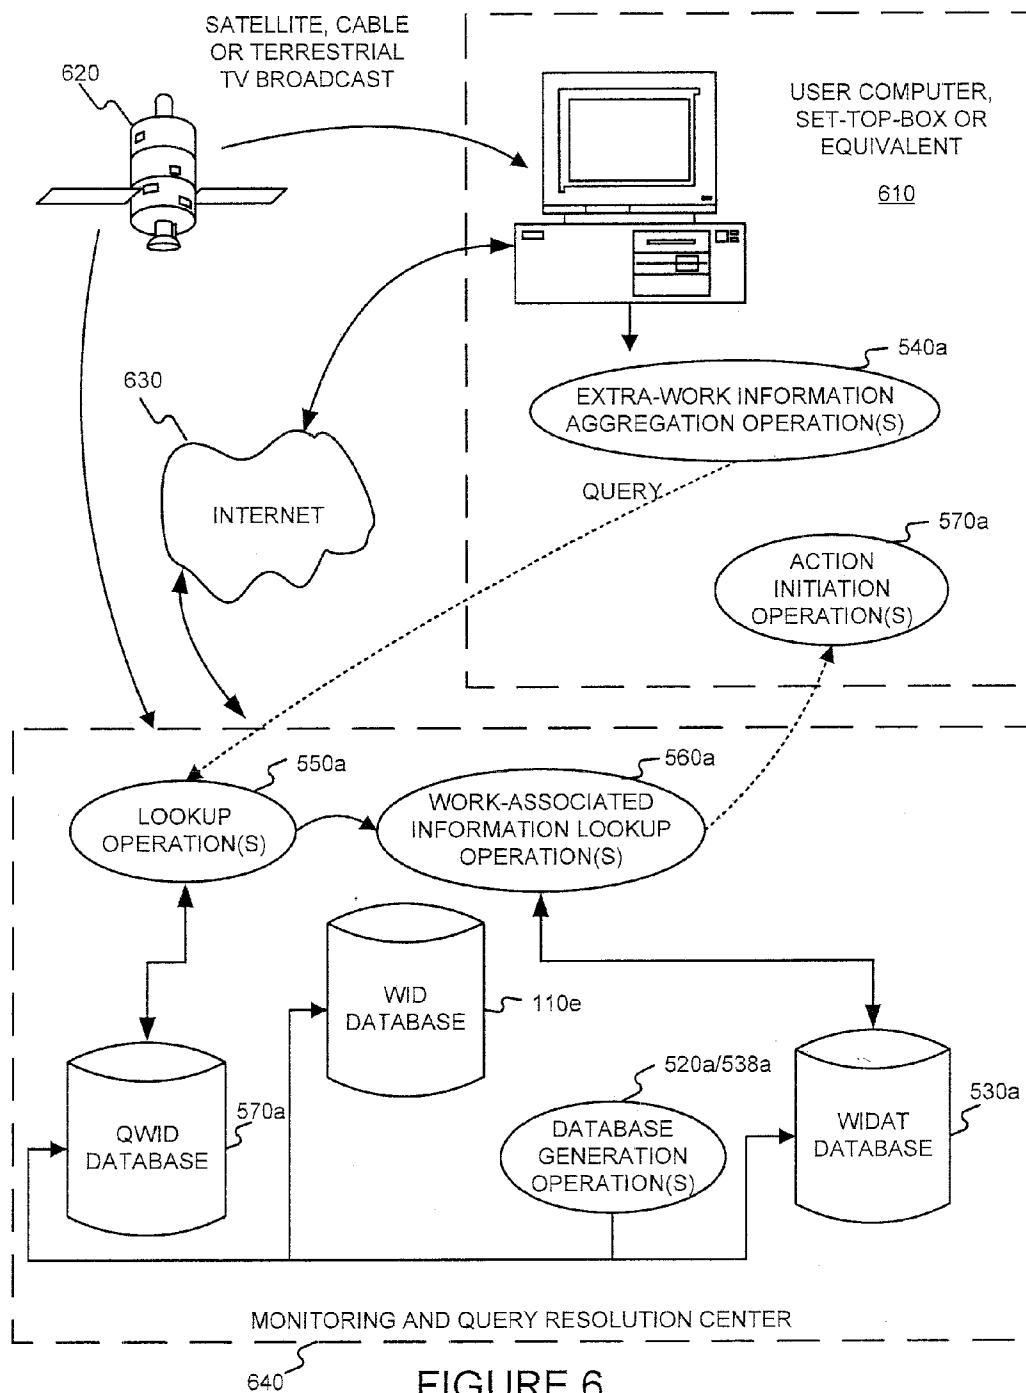 SATELLITE, CABLE
OR TERRESTRIAL
TV BROADCAST
620
USER COMPUTER,
SET-TOP-BOX OR
EQUIVALENT
610
540a
EXTRA-WORK INFORMATION
AGGREGATION OPERATION(S)
630
INTERNET
QUERY
570a
ACTION
INITIATION
OPERATION(S)
550a
LOOKUP
OPERATION(S)
560a
WORK-ASSOCIATED
INFORMATION LOOKUP
OPERATION(S)
WID
DATABASE
110e
520a/538a
570a
QWID
DATABASE
DATABASE
GENERATION
OPERATION(S)
WIDAT
DATABASE
530a
MONITORING AND QUERY RESOLUTION CENTER
640
FIGURE 6